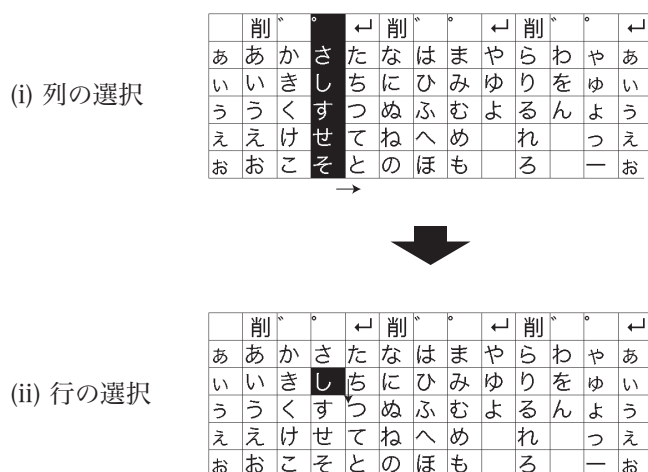 削 ゛ ゜ ↵ 削 ゛ ゜ ↵ 削 ゛ ゜ ↵
ぁ あ か さ た な は ま や ら わ ゃ ぁ
(i) 列の選択
ぃ い き し ち に ひ み ゆ り を ゅ ぃ
ぅ う く す つ ぬ ふ む よ る ん ょ ぅ
ぇ え け せ て ね へ め れ っ ぇ
ぉ お こ そ と の ほ も ろ ー ぉ
→
削 ゛ ゜ ↵ 削 ゛ ゜ ↵ 削 ゛ ゜ ↵
ぁ あ か さ た な は ま や ら わ ゃ ぁ
(ii) 行の選択
ぃ い き し ち に ひ み ゆ り を ゅ ぃ
ぅ う く す つ ぬ ふ む よ る ん ょ ぅ
ぇ え け せ て ね へ め れ っ ぇ
ぉ お こ そ と の ほ も ろ ー ぉ